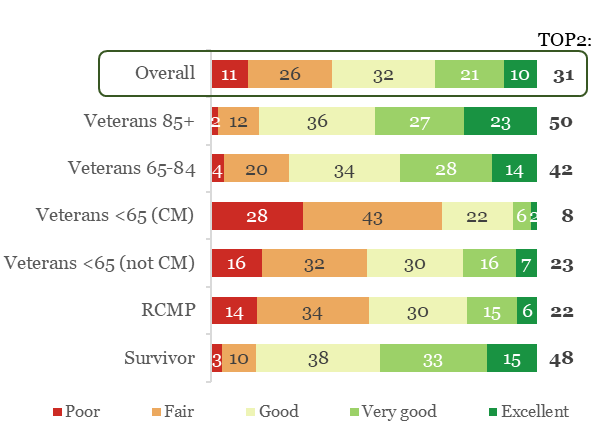 TOP2:
Overall 11 26 32 21 10 31
Veterans 85+ 2 12 36 27 23 50
Veterans 65-84 4 20 34 28 14 42
Veterans <65 (CM) 28 43 22 6 2 8
Veterans <65 (not CM) 16 32 30 16 7 23
RCMP 14 34 30 15 6 22
Survivor 3 10 38 33 15 48
Poor Fair Good Very good Excellent